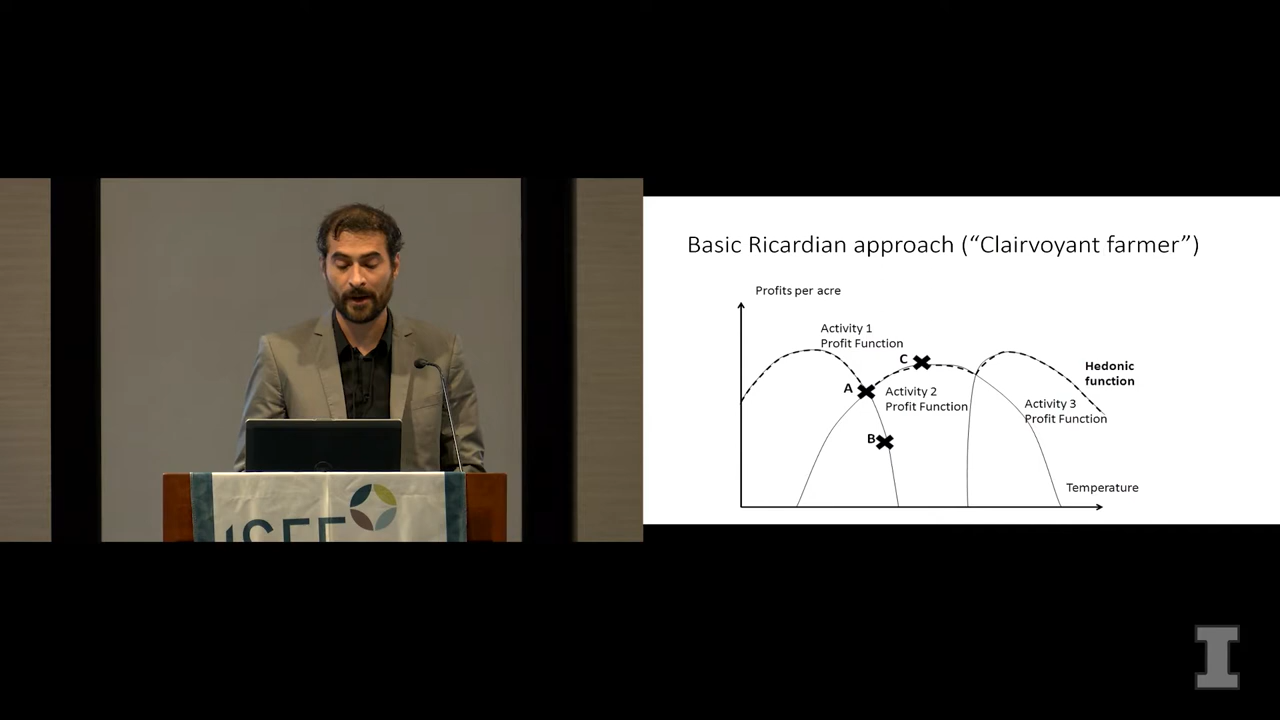 Basic Ricardian approach (“Clairvoyant farmer”)
Profits per acre
Activity 1
Profit Function
C
Hedonic
function
A
Activity 2
Profit Function
Activity 3
Profit Function
B
Temperature
ISEE
I